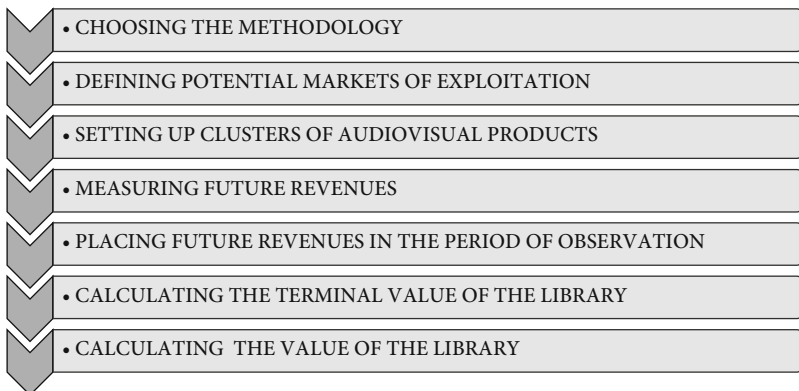 • CHOOSING THE METHODOLOGY
• DEFINING POTENTIAL MARKETS OF EXPLOITATION
• SETTING UP CLUSTERS OF AUDIOVISUAL PRODUCTS
• MEASURING FUTURE REVENUES
• PLACING FUTURE REVENUES IN THE PERIOD OF OBSERVATION
• CALCULATING THE TERMINAL VALUE OF THE LIBRARY
• CALCULATING THE VALUE OF THE LIBRARY